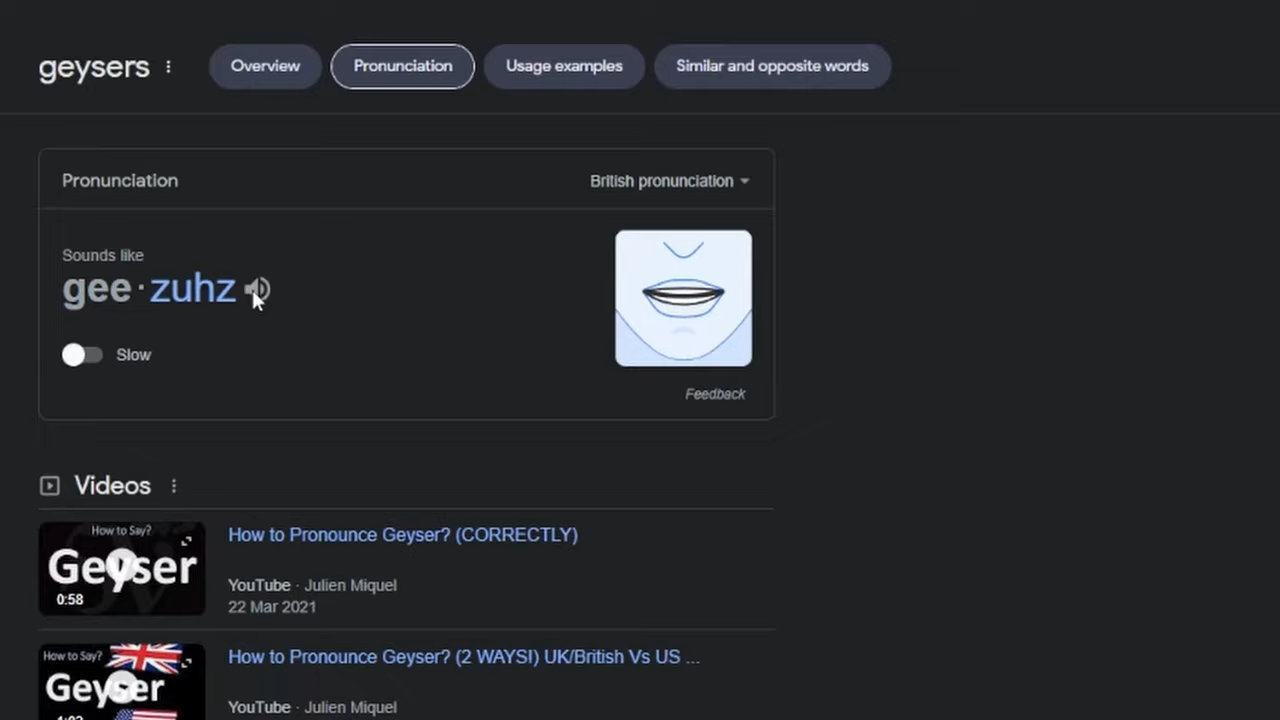 geysers
Overview
Pronunciation
Usage examples
Similar and opposite words
Pronunciation
British pronunciation
Sounds like
gee·zuhz
Slow
Feedback
Videos
How to Say?
Geyser
0:58
How to Pronounce Geyser? (CORRECTLY)
YouTube · Julien Miquel
22 Mar 2021
How to Say?
Geyser
How to Pronounce Geyser? (2 WAYS!) UK/British Vs US ...
YouTube · Julien Miquel